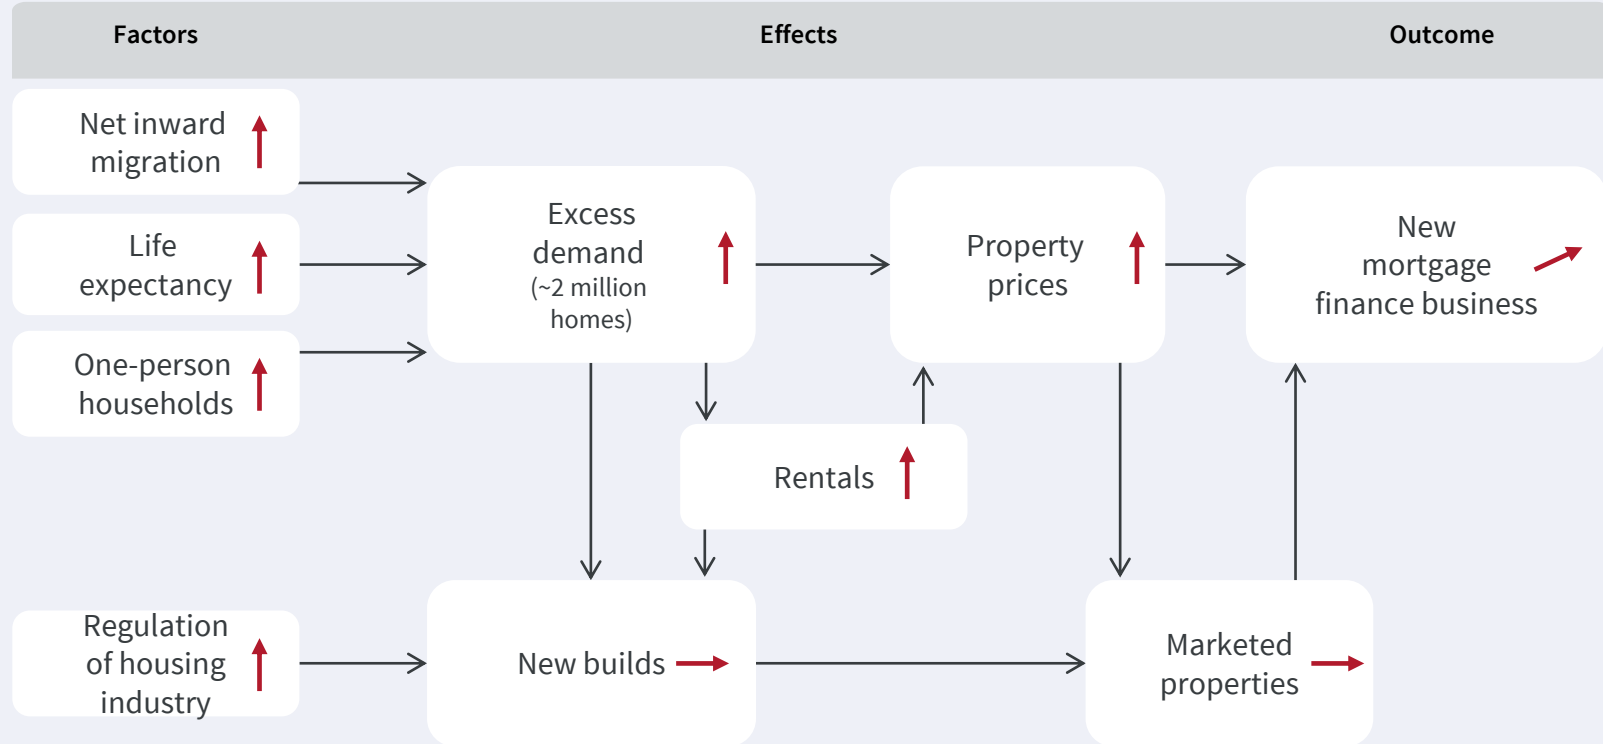 Factors
Effects
Outcome
Net inward
migration
Life
expectancy
One-person
households
Regulation
of housing
industry
Excess
demand
(~2 million
homes)
Property
prices
New
mortgage
finance business
Rentals
New builds
Marketed
properties